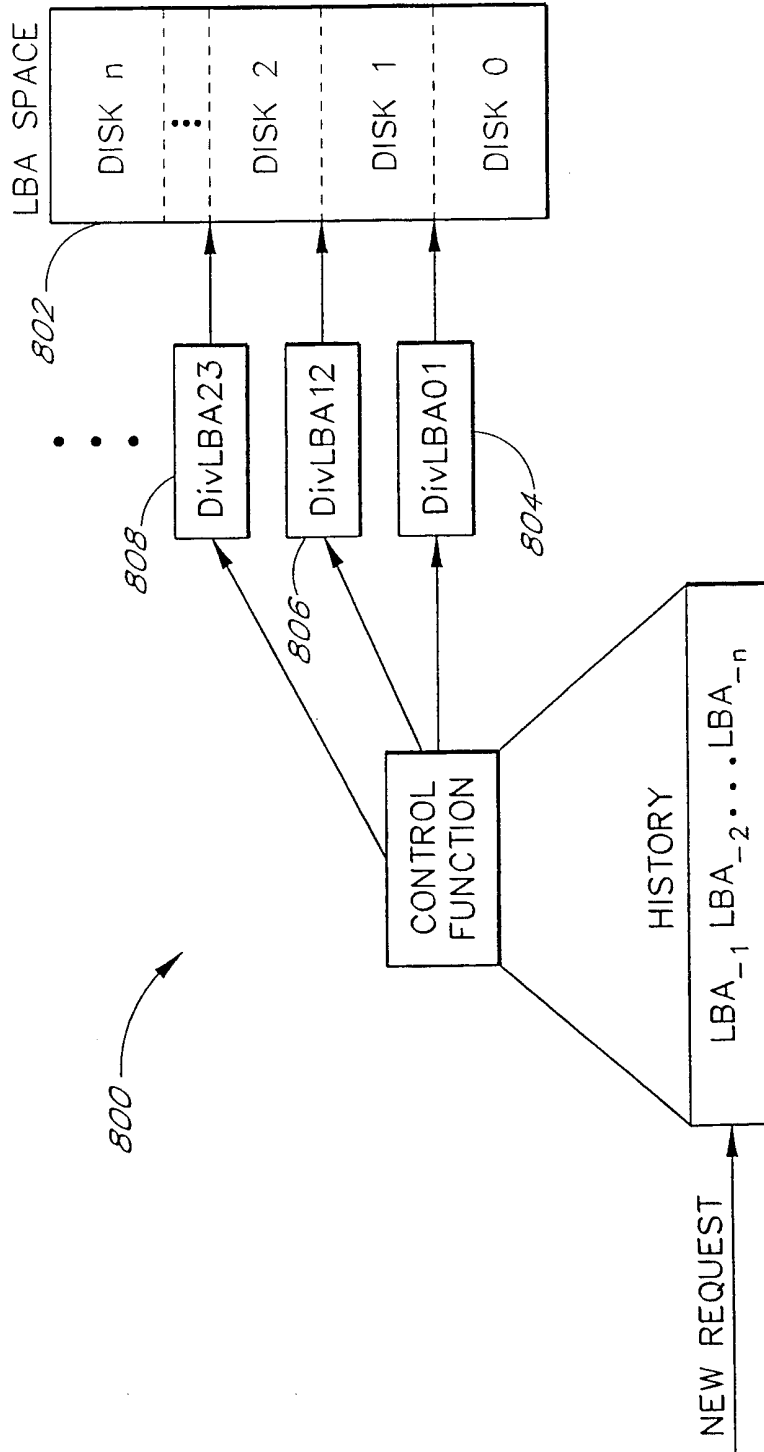 800
NEW REQUEST
HISTORY
LBA₋₁ LBA₋₂ • • • • LBA₋ₙ
CONTROL
FUNCTION
808
DivLBA23
806
DivLBA12
DivLBA01
804
802
LBA SPACE
DISK n
•••
DISK 2
DISK 1
DISK 0